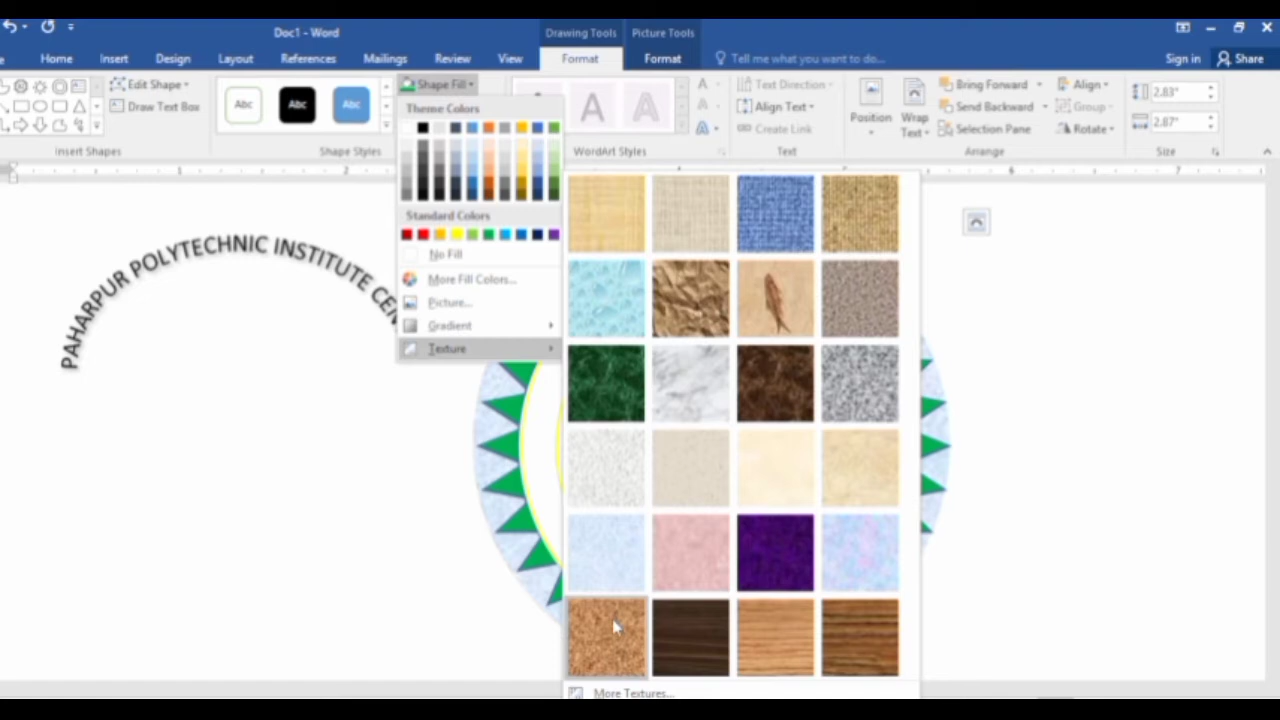 Doc1 - Word
Drawing Tools
Picture Tools
Home
Insert
Design
Layout
References
Mailings
Review
View
Format
Format
Tell me what you want to do...
Sign in
Share
Edit Shape
Draw Text Box
Insert Shapes
Abc
Abc
Abc
Shape Styles
Shape Fill
A
A
A
WordArt Styles
Text Direction
Align Text
Create Link
Text
Position
Wrap
Text
Bring Forward
Send Backward
Selection Pane
Align
Group
Rotate
Arrange
2.83"
2.87"
Size
1
2
6
7
Theme Colors
Standard Colors
No Fill
More Fill Colors...
Picture...
Gradient
Texture
PAHARPUR POLYTECHNIC INSTITUTE
More Textures...